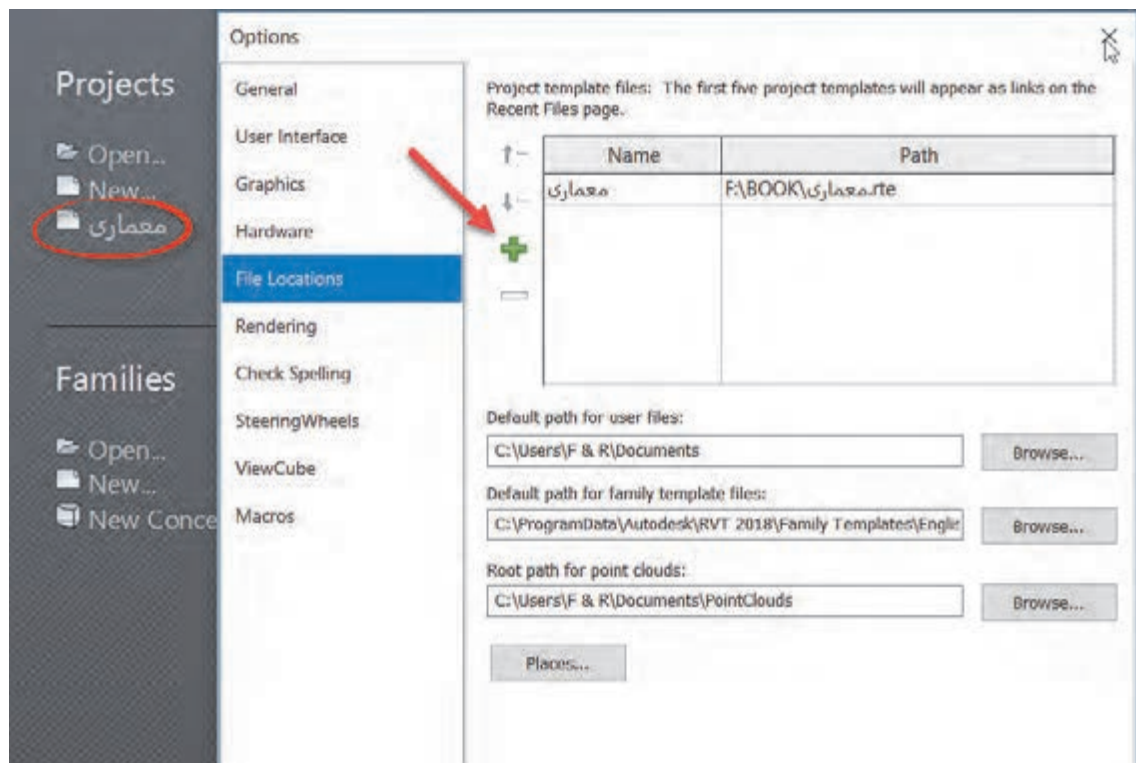 Projects
Open...
New...
معماری
Families
Open...
New...
New Conce
Options
General
User Interface
Graphics
Hardware
File Locations
Rendering
Check Spelling
SteeringWheels
ViewCube
Macros
Project template files: The first five project templates will appear as links on the
Recent Files page.
Name Path
معماری F:\BOOK\معماری.rte
Default path for user files:
C:\Users\F & R\Documents Browse...
Default path for family template files:
C:\ProgramData\Autodesk\RVT 2018\Family Templates\Englis Browse...
Root path for point clouds:
C:\Users\F & R\Documents\PointClouds Browse...
Places...